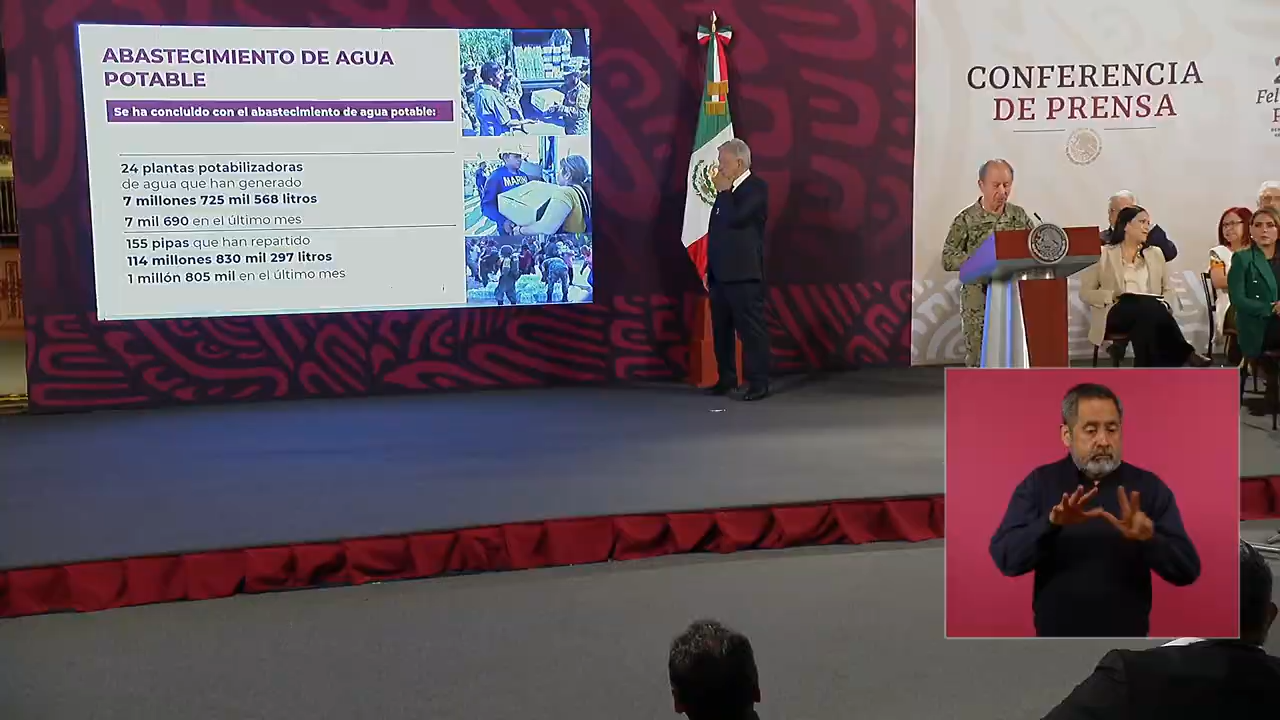 ABASTECIMIENTO DE AGUA
POTABLE
Se ha concluido con el abastecimiento de agua potable:
24 plantas potabilizadoras
de agua que han generado
7 millones 725 mil 568 litros
7 mil 690 en el último mes
155 pipas que han repartido
114 millones 830 mil 297 litros
1 millón 805 mil en el último mes
MARINA
CONFERENCIA
DE PRENSA